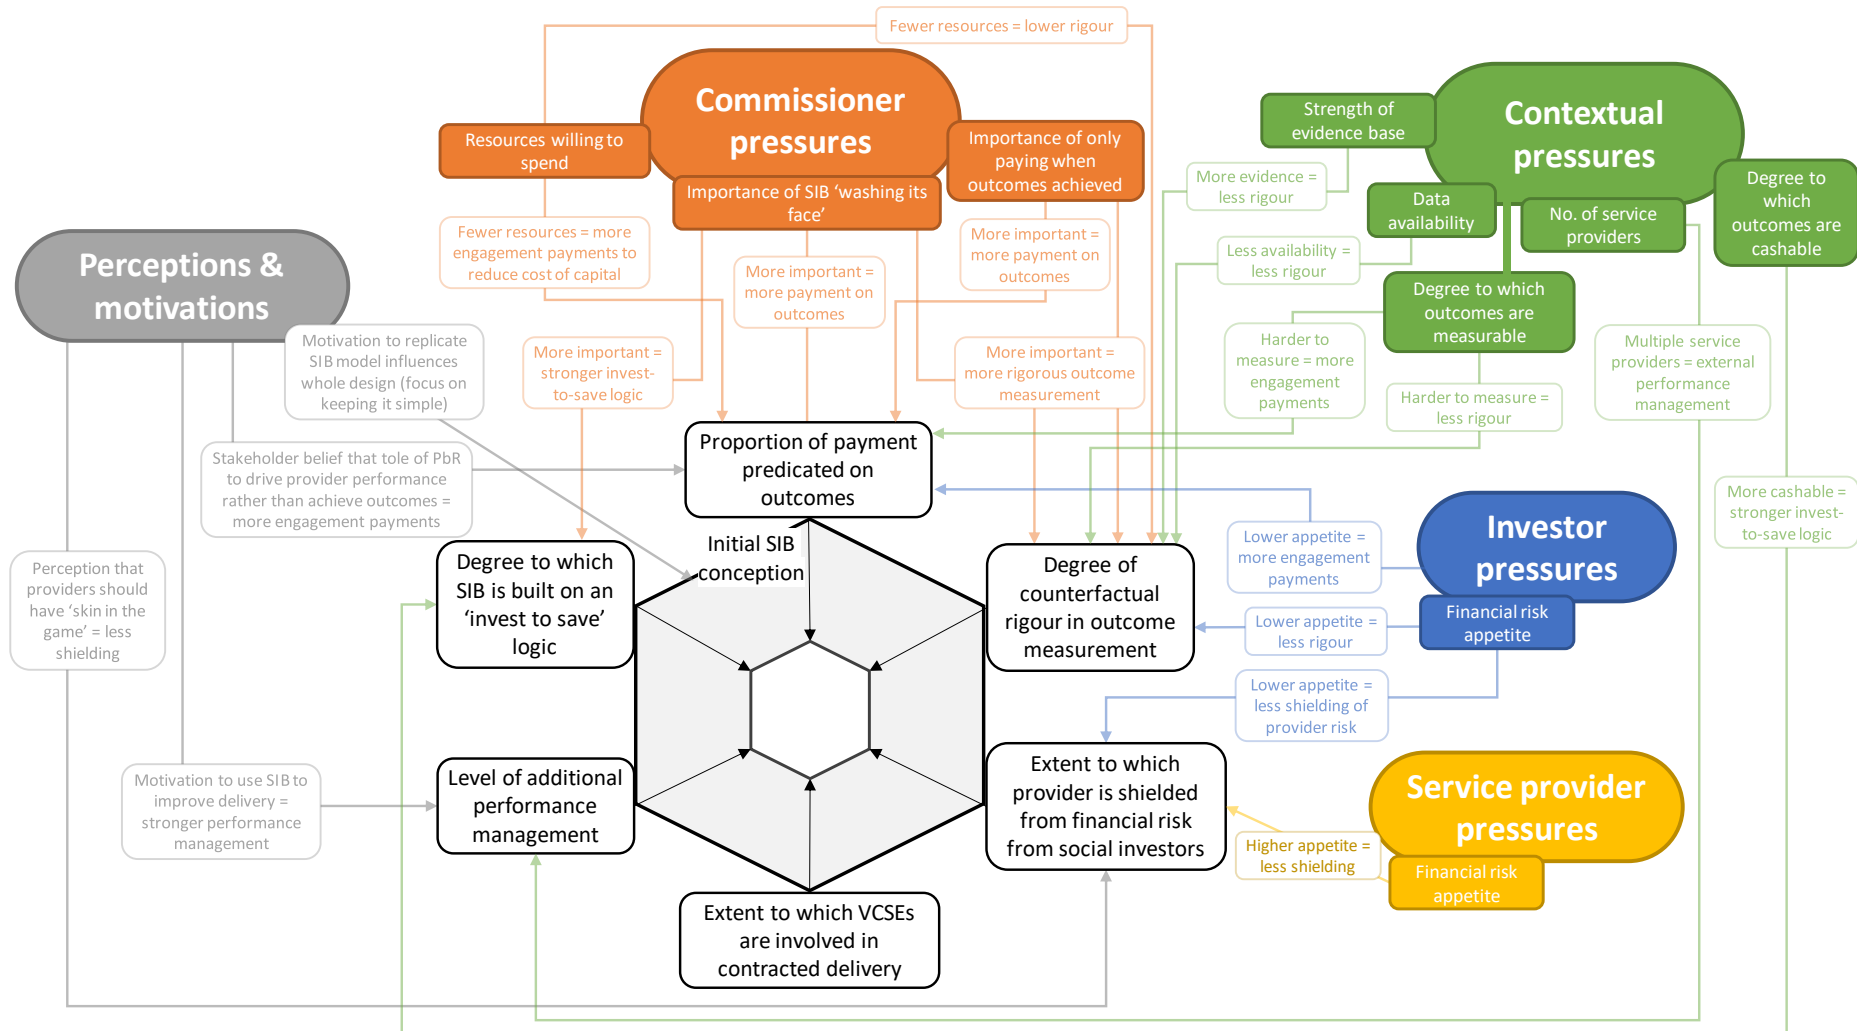 Fewer resources = lower rigour
Commissioner
pressures
Resources willing to
spend
Importance of SIB ‘washing its
face’
Importance of only
paying when
outcomes achieved
Strength of
evidence base
Contextual
pressures
More evidence =
less rigour
Data
availability
No. of service
providers
Degree to
which
outcomes are
cashable
Perceptions &
motivations
Fewer resources = more
engagement payments to
reduce cost of capital
More important =
more payment on
outcomes
More important =
more payment on
outcomes
Less availability =
less rigour
Degree to which
outcomes are
measurable
Motivation to replicate
SIB model influences
whole design (focus on
keeping it simple)
More important =
stronger invest-
to-save logic
More important =
more rigorous outcome
measurement
Harder to
measure = more
engagement
payments
Harder to measure =
less rigour
Multiple service
providers = external
performance
management
Stakeholder belief that tole of PbR
to drive provider performance
rather than achieve outcomes =
more engagement payments
Proportion of payment
predicated on
outcomes
More cashable =
stronger invest-
to-save logic
Initial SIB
conception
Degree to which
SIB is built on an
‘invest to save’
logic
Degree of
counterfactual
rigour in outcome
measurement
Lower appetite =
more engagement
payments
Investor
pressures
Financial risk
appetite
Perception that
providers should
have ‘skin in the
game’ = less
shielding
Lower appetite =
less rigour
Lower appetite =
less shielding of
provider risk
Motivation to use SIB to
improve delivery =
stronger performance
management
Level of additional
performance
management
Extent to which
provider is shielded
from financial risk
from social investors
Service provider
pressures
Higher appetite =
less shielding
Financial risk
appetite
Extent to which VCSEs
are involved in
contracted delivery